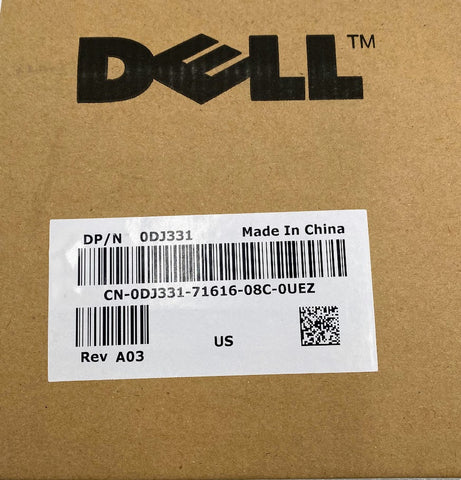 DELL™
DP/N 0DJ331 Made In China
CN-0DJ331-71616-08C-0UEZ
Rev A03 US